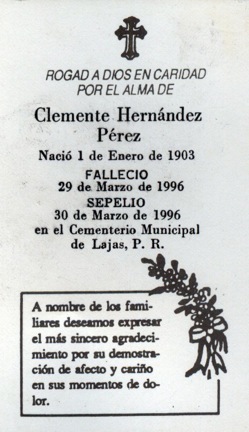 ROGAD A DIOS EN CARIDAD
POR EL ALMA DE
Clemente Hernández
Pérez
Nació 1 de Enero de 1903
FALLECIO
29 de Marzo de 1996
SEPELIO
30 de Marzo de 1996
en el Cementerio Municipal
de Lajas, P. R.
A nombre de los fami-
liares deseamos expresar
el más sincero agradeci-
miento por su demostra-
ción de afecto y cariño
en sus momentos de do-
lor.